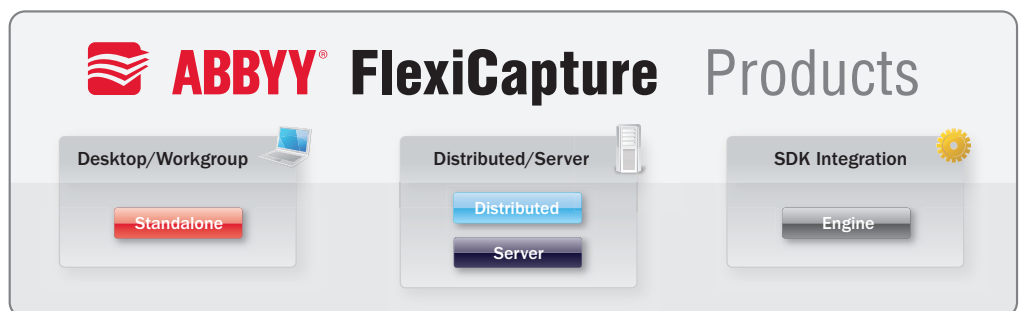 ABBYY® FlexiCapture Products
Desktop/Workgroup
Standalone
Distributed/Server
Distributed
Server
SDK Integration
Engine